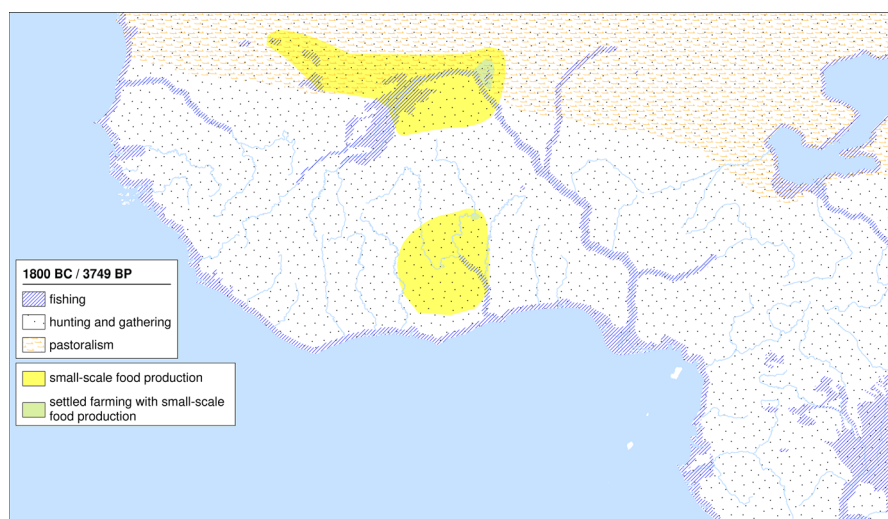 1800 BC / 3749 BP
fishing
hunting and gathering
pastoralism
small-scale food production
settled farming with small-scale
food production